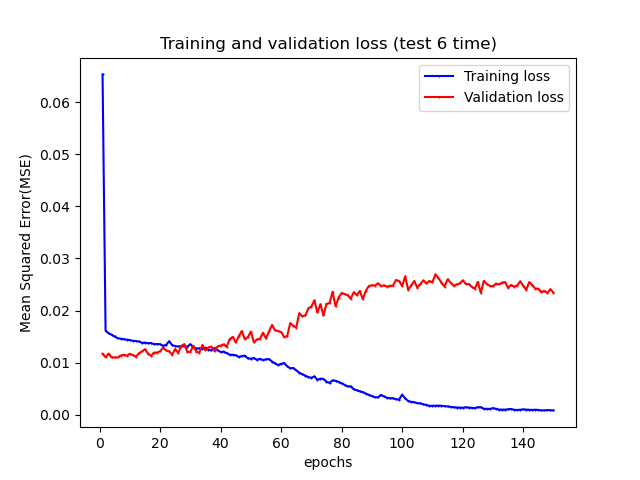 Training and validation loss (test 6 time)
Training loss
Validation loss
Mean Squared Error(MSE)
0.06
0.05
0.04
0.03
0.02
0.01
0.00
0 20 40 60 80 100 120 140
epochs